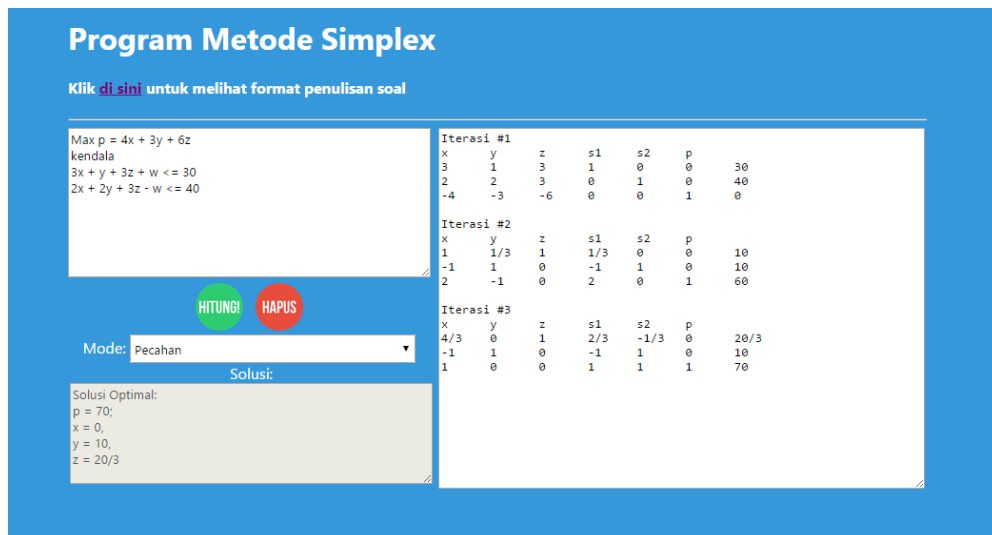 Program Metode Simplex
Klik di sini untuk melihat format penulisan soal
Max p = 4x + 3y + 6z
kendala
3x + y + 3z + w <= 30
2x + 2y + 3z - w <= 40
HITUNG!
HAPUS
Mode: Pecahan
Solusi:
Solusi Optimal:
p = 70;
x = 0,
y = 10,
z = 20/3
Iterasi #1
x y z s1 s2 p
3 1 3 1 0 0 30
2 2 3 0 1 0 40
-4 -3 -6 0 0 1 0
Iterasi #2
x y z s1 s2 p
1 1/3 1 1/3 0 0 10
-1 1 0 -1 1 0 10
2 -1 0 2 0 1 60
Iterasi #3
x y z s1 s2 p
4/3 0 1 2/3 -1/3 0 20/3
-1 1 0 -1 1 0 10
1 0 0 1 1 1 70